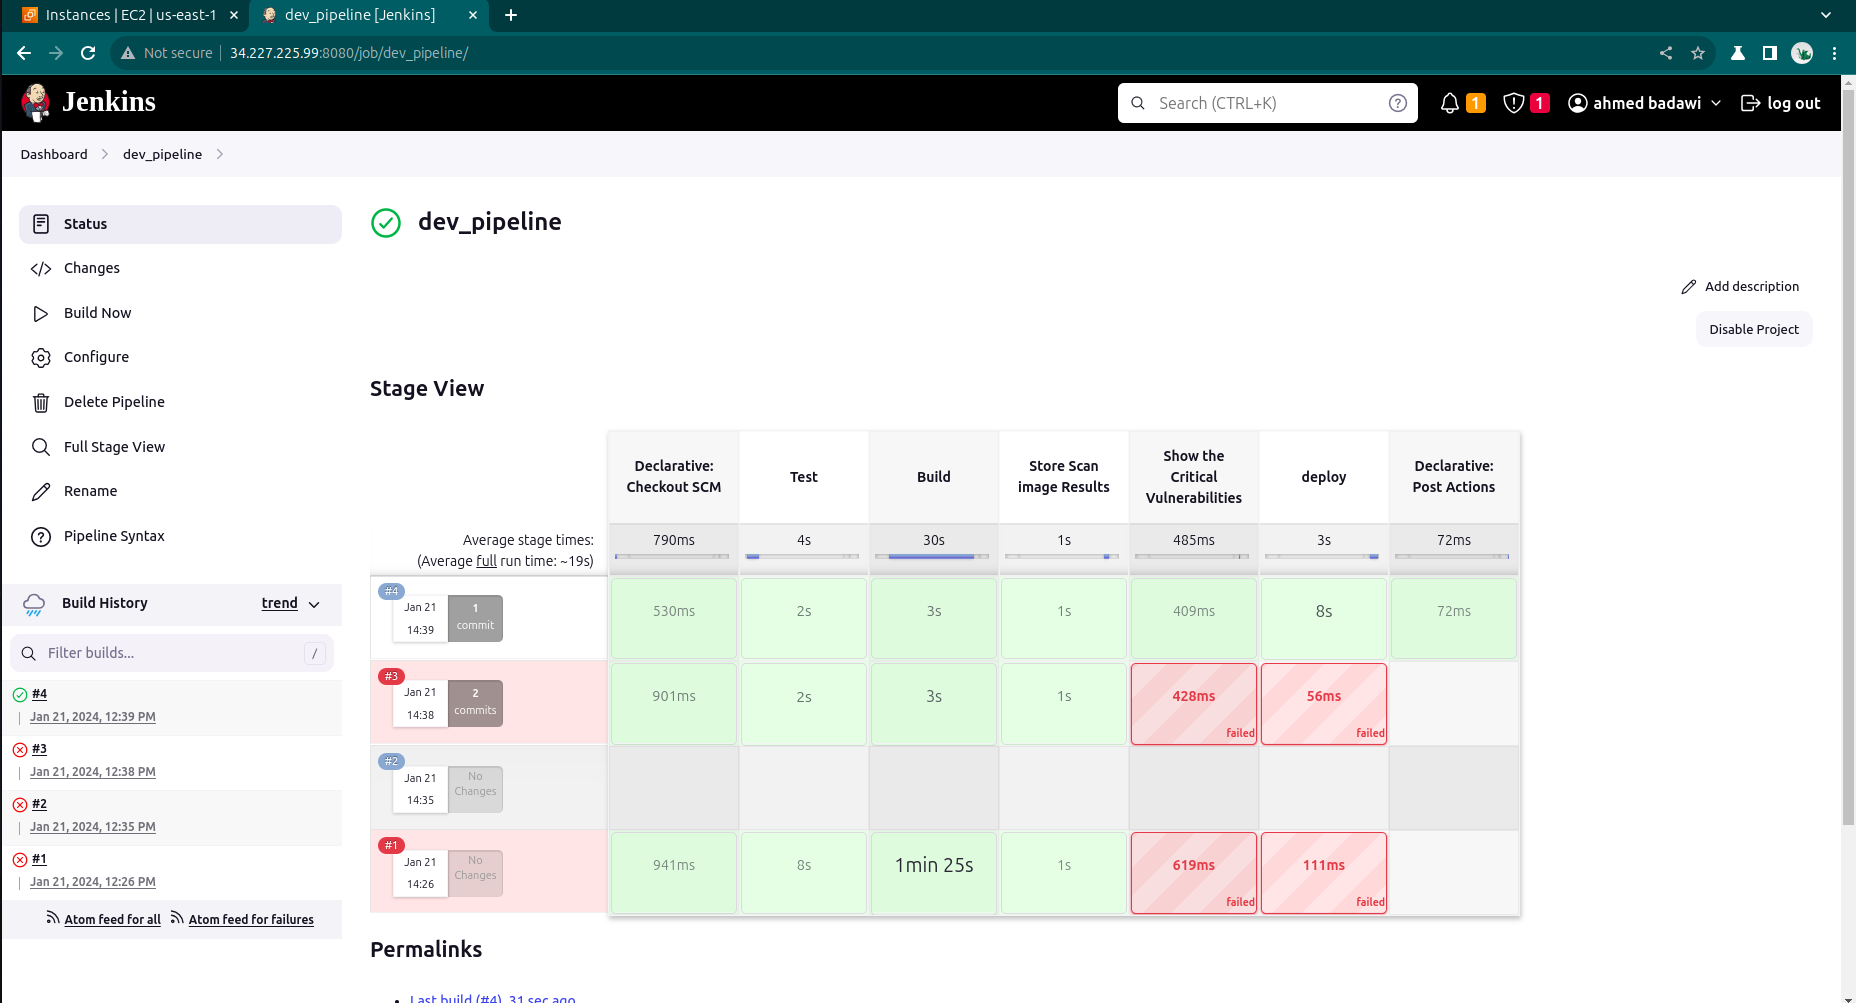 Instances | EC2 | us-east-1
dev_pipeline [Jenkins]
Not secure
34.227.225.99:8080/job/dev_pipeline/
Jenkins
Search (CTRL+K)
?
1
1
ahmed badawi
log out
Dashboard
dev_pipeline
Status
Changes
Build Now
Configure
Delete Pipeline
Full Stage View
Rename
Pipeline Syntax
Build History
trend
Filter builds...
/
#4
Jan 21, 2024, 12:39 PM
#3
Jan 21, 2024, 12:38 PM
#2
Jan 21, 2024, 12:35 PM
#1
Jan 21, 2024, 12:26 PM
Atom feed for all
Atom feed for failures
dev_pipeline
Add description
Disable Project
Stage View
Declarative:
Checkout SCM
Test
Build
Store Scan
image Results
Show the
Critical
Vulnerabilities
deploy
Declarative:
Post Actions
Average stage times:
(Average full run time: ~19s)
790ms
4s
30s
1s
485ms
3s
72ms
#4
Jan 21
14:39
1
commit
530ms
2s
3s
1s
409ms
8s
72ms
#3
Jan 21
14:38
2
commits
901ms
2s
3s
1s
428ms
failed
56ms
failed
#2
Jan 21
14:35
No
Changes
#1
Jan 21
14:26
No
Changes
941ms
8s
1min 25s
1s
619ms
failed
111ms
failed
Permalinks
Last build (#4), 31 sec ago